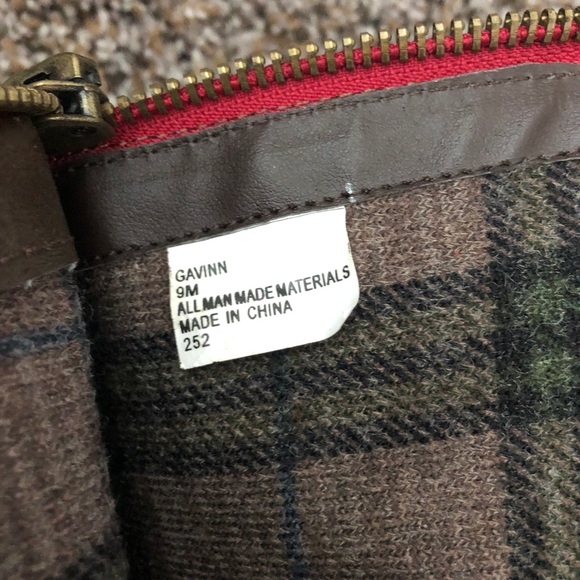 GAVINN
9M
ALL MAN MADE MATERIALS
MADE IN CHINA
252